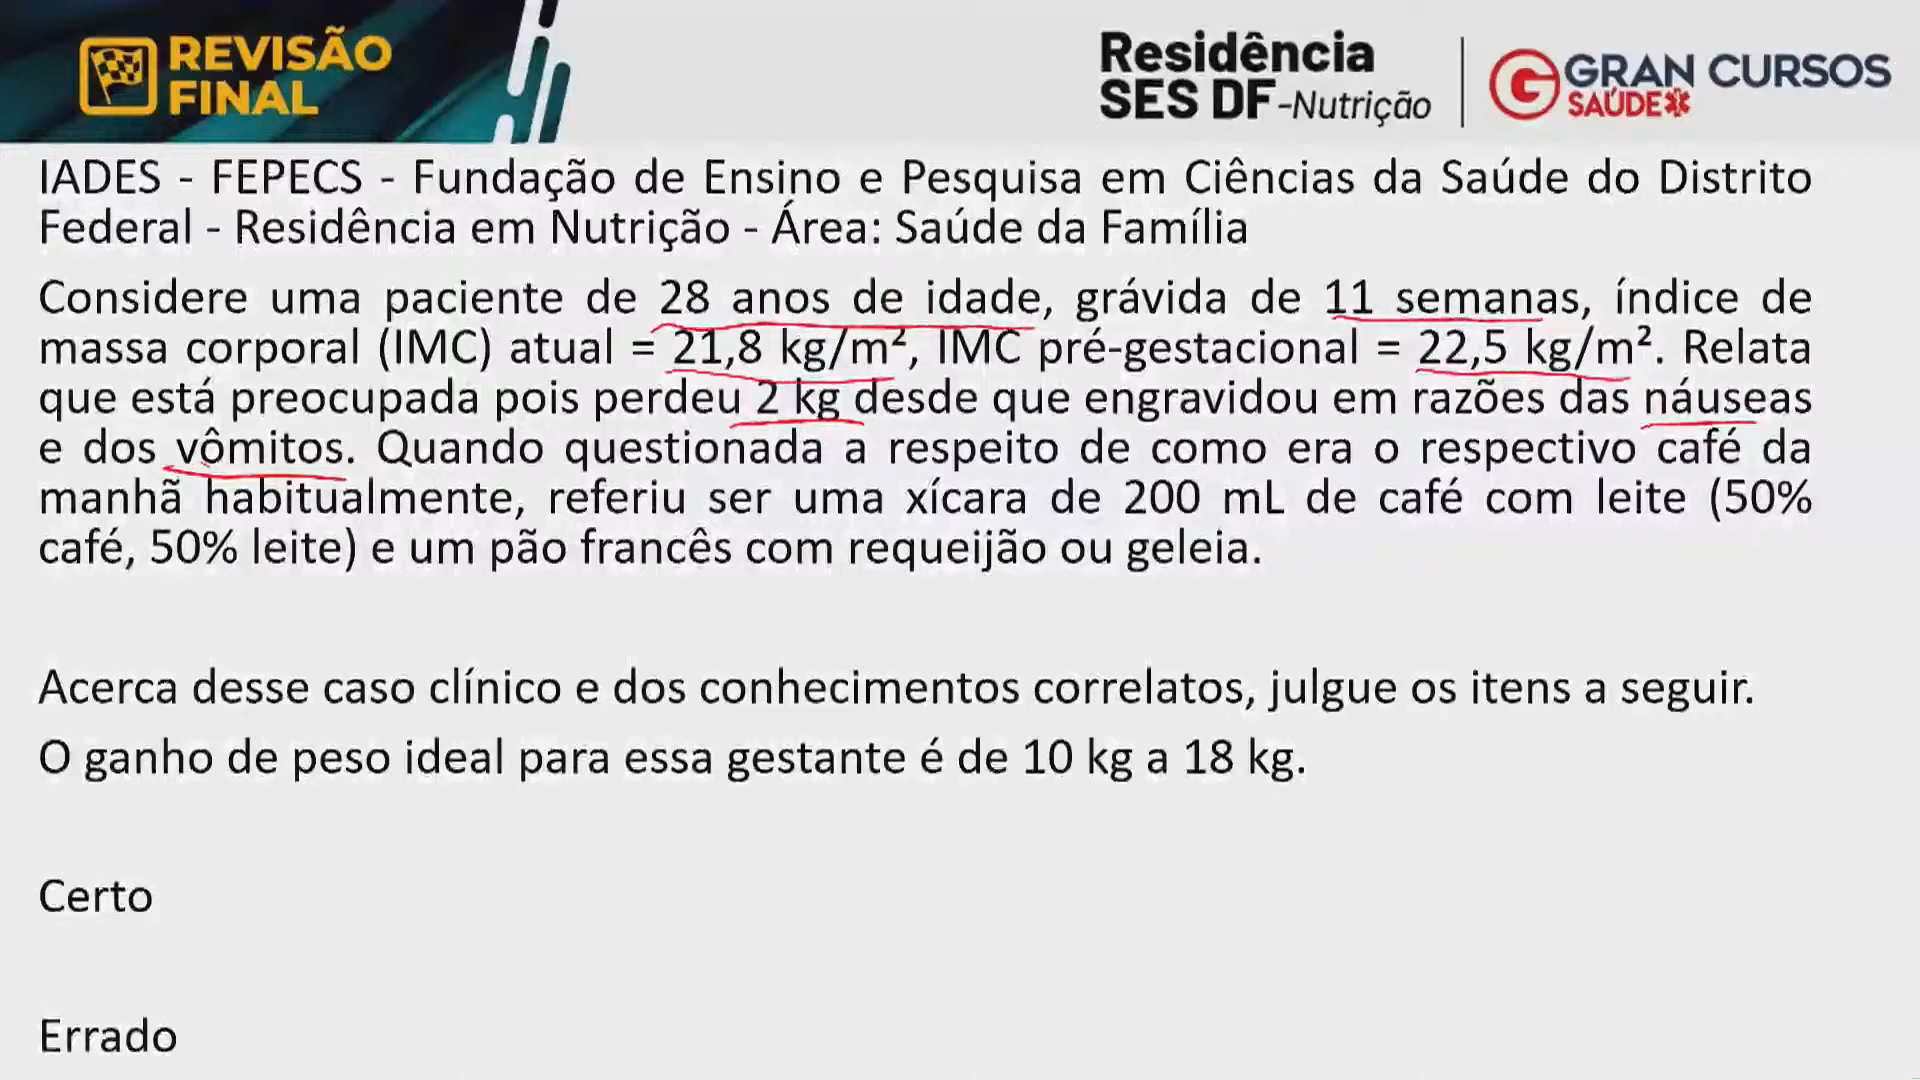 REVISÃO
FINAL
Residência
SES DF-Nutrição
GRAN CURSOS
SAÚDE
IADES - FEPECS - Fundação de Ensino e Pesquisa em Ciências da Saúde do Distrito
Federal - Residência em Nutrição - Área: Saúde da Família
Considere uma paciente de 28 anos de idade, grávida de 11 semanas, índice de
massa corporal (IMC) atual = 21,8 kg/m², IMC pré-gestacional = 22,5 kg/m². Relata
que está preocupada pois perdeu 2 kg desde que engravidou em razões das náuseas
e dos vômitos. Quando questionada a respeito de como era o respectivo café da
manhã habitualmente, referiu ser uma xícara de 200 mL de café com leite (50%
café, 50% leite) e um pão francês com requeijão ou geleia.
Acerca desse caso clínico e dos conhecimentos correlatos, julgue os itens a seguir.
O ganho de peso ideal para essa gestante é de 10 kg a 18 kg.
Certo
Errado